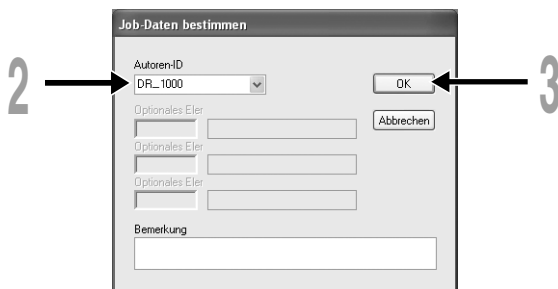 Job-Daten bestimmen
2
Autoren-ID
DR_1000
OK
3
Optionales Eler
Abbrechen
Optionales Eler
Optionales Eler
Bemerkung